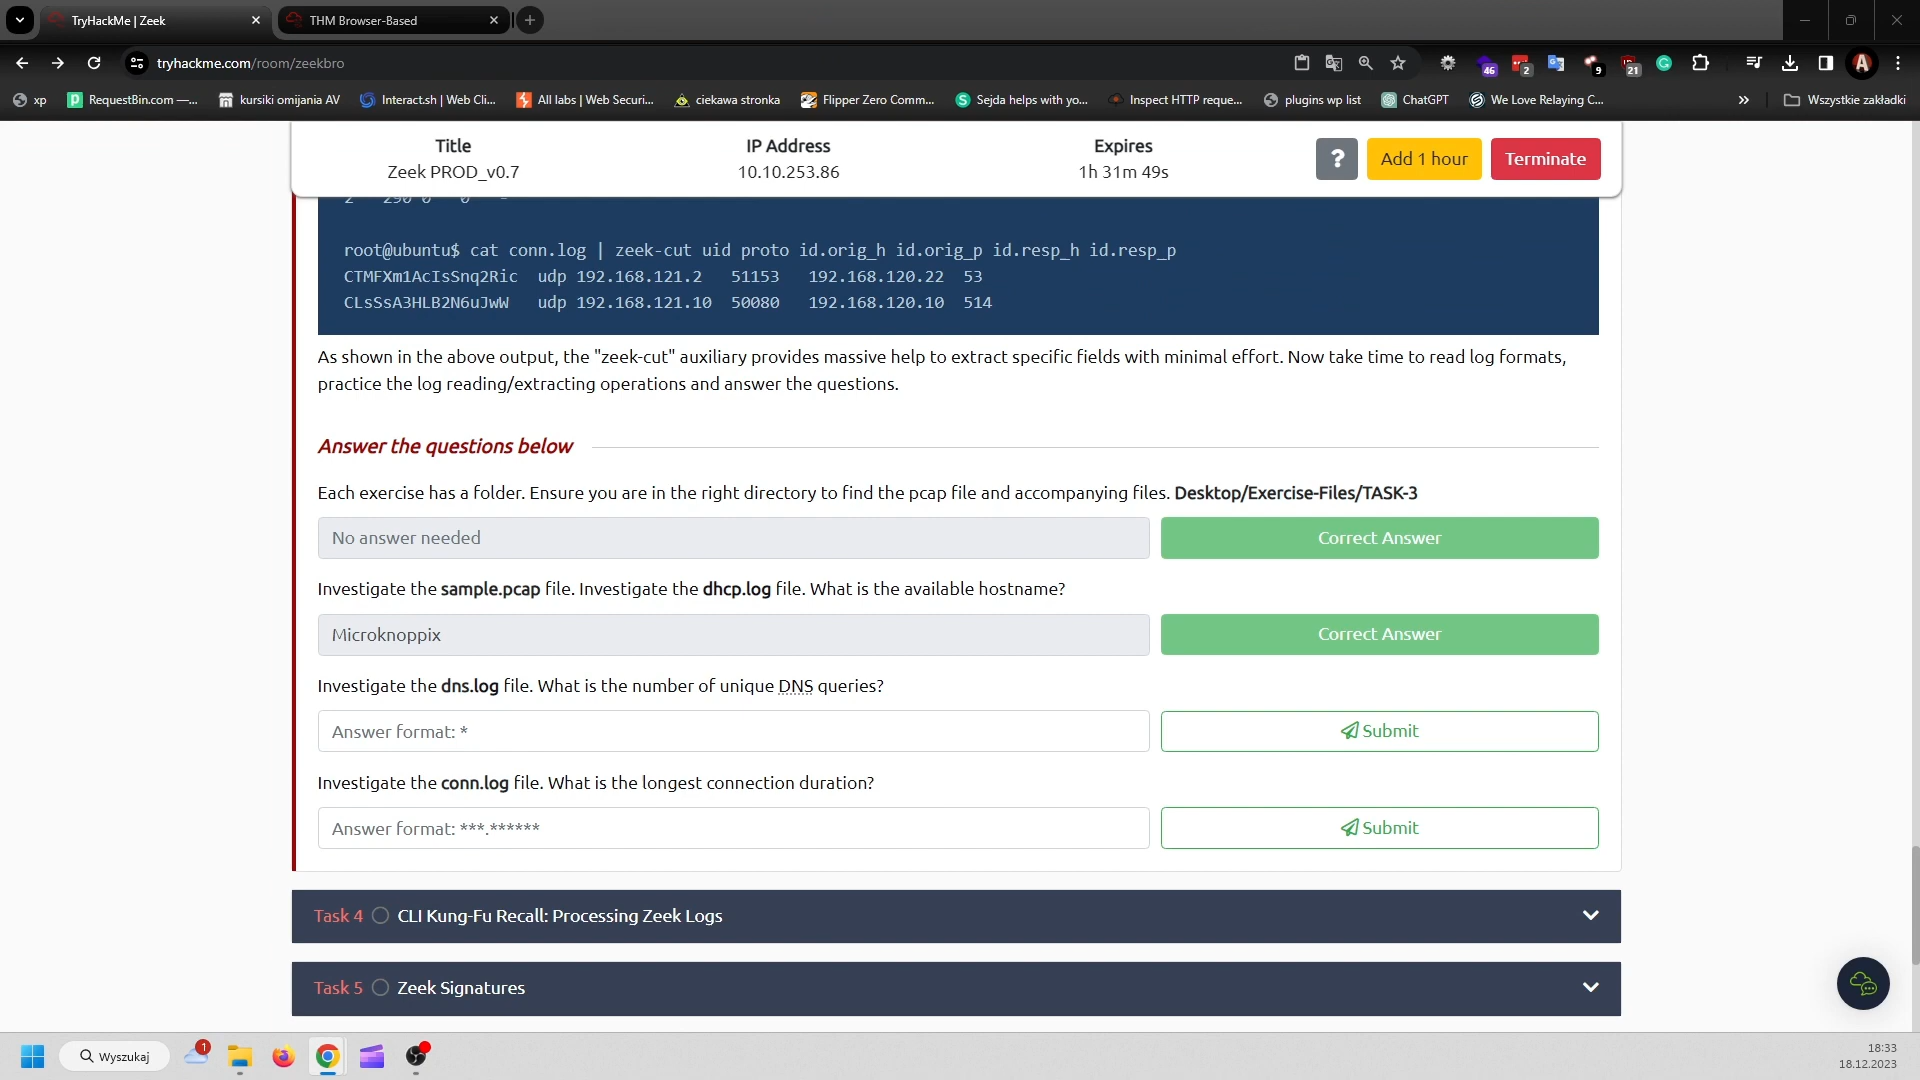 TryHackMe | Zeek
THM Browser-Based
tryhackme.com/room/zeekbro
46
2
9
21
A
xp
RequestBin.com —...
kursiki omijania AV
Interact.sh | Web Cli...
All labs | Web Securi...
ciekawa stronka
Flipper Zero Comm...
Sejda helps with yo...
Inspect HTTP reque...
plugins wp list
ChatGPT
We Love Relaying C...
Wszystkie zakładki
Title
IP Address
Expires
Zeek PROD_v0.7
10.10.253.86
1h 31m 49s
?
Add 1 hour
Terminate
2 290 0 0 -
root@ubuntu$ cat conn.log | zeek-cut uid proto id.orig_h id.orig_p id.resp_h id.resp_p
CTMFXm1AcIsSnq2Ric udp 192.168.121.2 51153 192.168.120.22 53
CLsSsA3HLB2N6uJwW udp 192.168.121.10 50080 192.168.120.10 514
As shown in the above output, the "zeek-cut" auxiliary provides massive help to extract specific fields with minimal effort. Now take time to read log formats,
practice the log reading/extracting operations and answer the questions.
Answer the questions below
Each exercise has a folder. Ensure you are in the right directory to find the pcap file and accompanying files. Desktop/Exercise-Files/TASK-3
No answer needed
Correct Answer
Investigate the sample.pcap file. Investigate the dhcp.log file. What is the available hostname?
Microknoppix
Correct Answer
Investigate the dns.log file. What is the number of unique DNS queries?
Answer format: *
Submit
Investigate the conn.log file. What is the longest connection duration?
Answer format: ***.******
Submit
Task 4 CLI Kung-Fu Recall: Processing Zeek Logs
Task 5 Zeek Signatures
Wyszukaj
1
18:33
18.12.2023